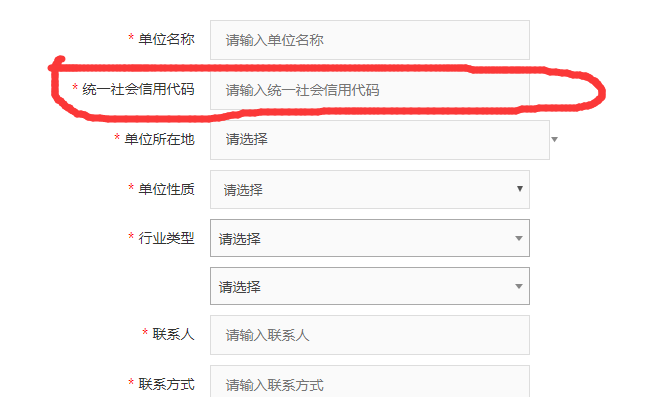 * 单位名称 请输入单位名称
* 统一社会信用代码 请输入统一社会信用代码
* 单位所在地 请选择
* 单位性质 请选择
* 行业类型 请选择
请选择
* 联系人 请输入联系人
* 联系方式 请输入联系方式